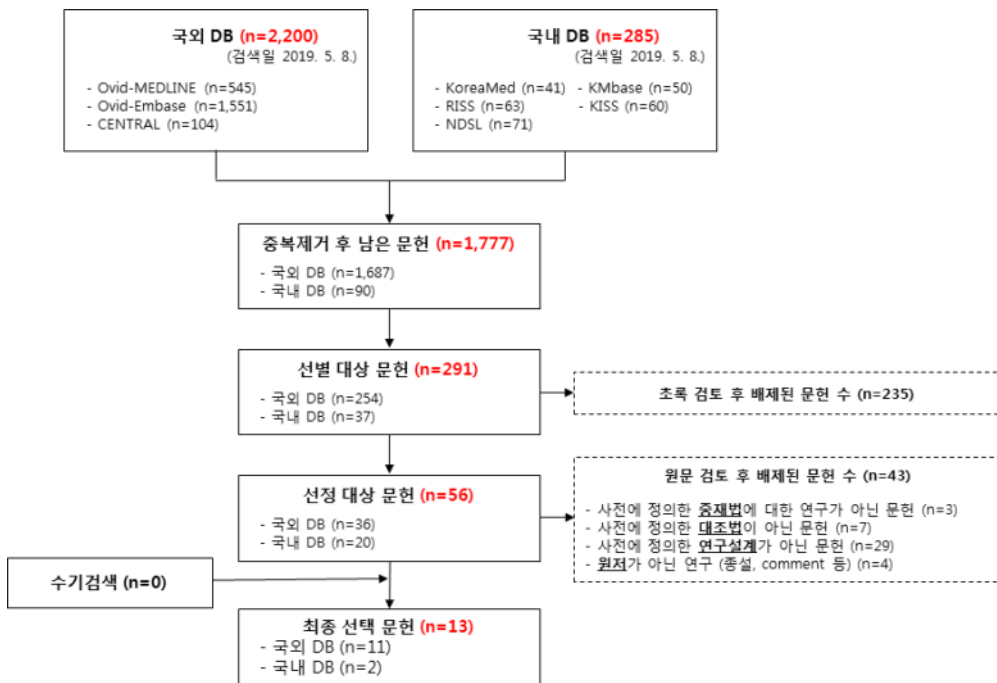 국외 DB (n=2,200)
(검색일 2019. 5. 8.)
- Ovid-MEDLINE (n=545)
- Ovid-Embase (n=1,551)
- CENTRAL (n=104)
국내 DB (n=285)
(검색일 2019. 5. 8.)
- KoreaMed (n=41) - KMbase (n=50)
- RISS (n=63) - KISS (n=60)
- NDSL (n=71)
중복제거 후 남은 문헌 (n=1,777)
- 국외 DB (n=1,687)
- 국내 DB (n=90)
선별 대상 문헌 (n=291)
- 국외 DB (n=254)
- 국내 DB (n=37)
초록 검토 후 배제된 문헌 수 (n=235)
선정 대상 문헌 (n=56)
- 국외 DB (n=36)
- 국내 DB (n=20)
원문 검토 후 배제된 문헌 수 (n=43)
- 사전에 정의한 중재법에 대한 연구가 아닌 문헌 (n=3)
- 사전에 정의한 대조법이 아닌 문헌 (n=7)
- 사전에 정의한 연구설계가 아닌 문헌 (n=29)
- 원저가 아닌 연구 (종설, comment 등) (n=4)
수기검색 (n=0)
최종 선택 문헌 (n=13)
- 국외 DB (n=11)
- 국내 DB (n=2)